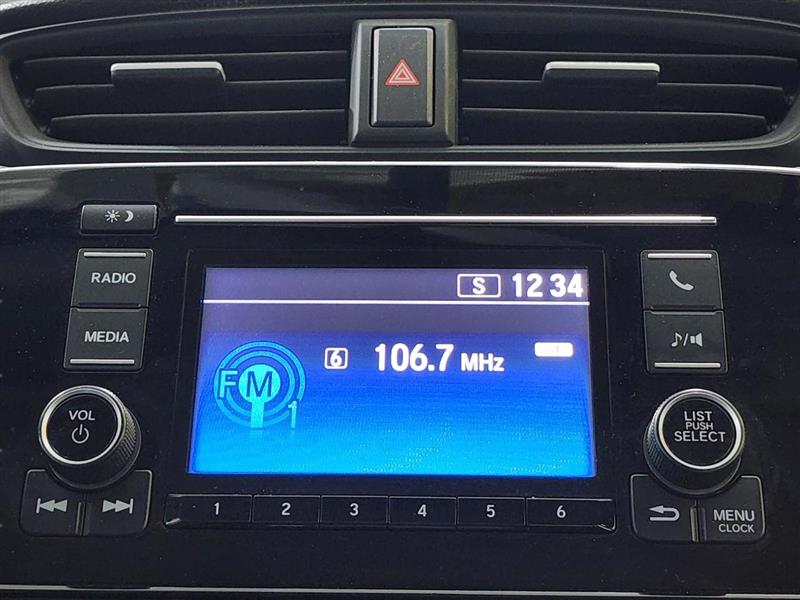 RADIO
MEDIA
VOL
S 12 34
6 106.7 MHz
FM
1
LIST
PUSH
SELECT
1 2 3 4 5 6
MENU
CLOCK